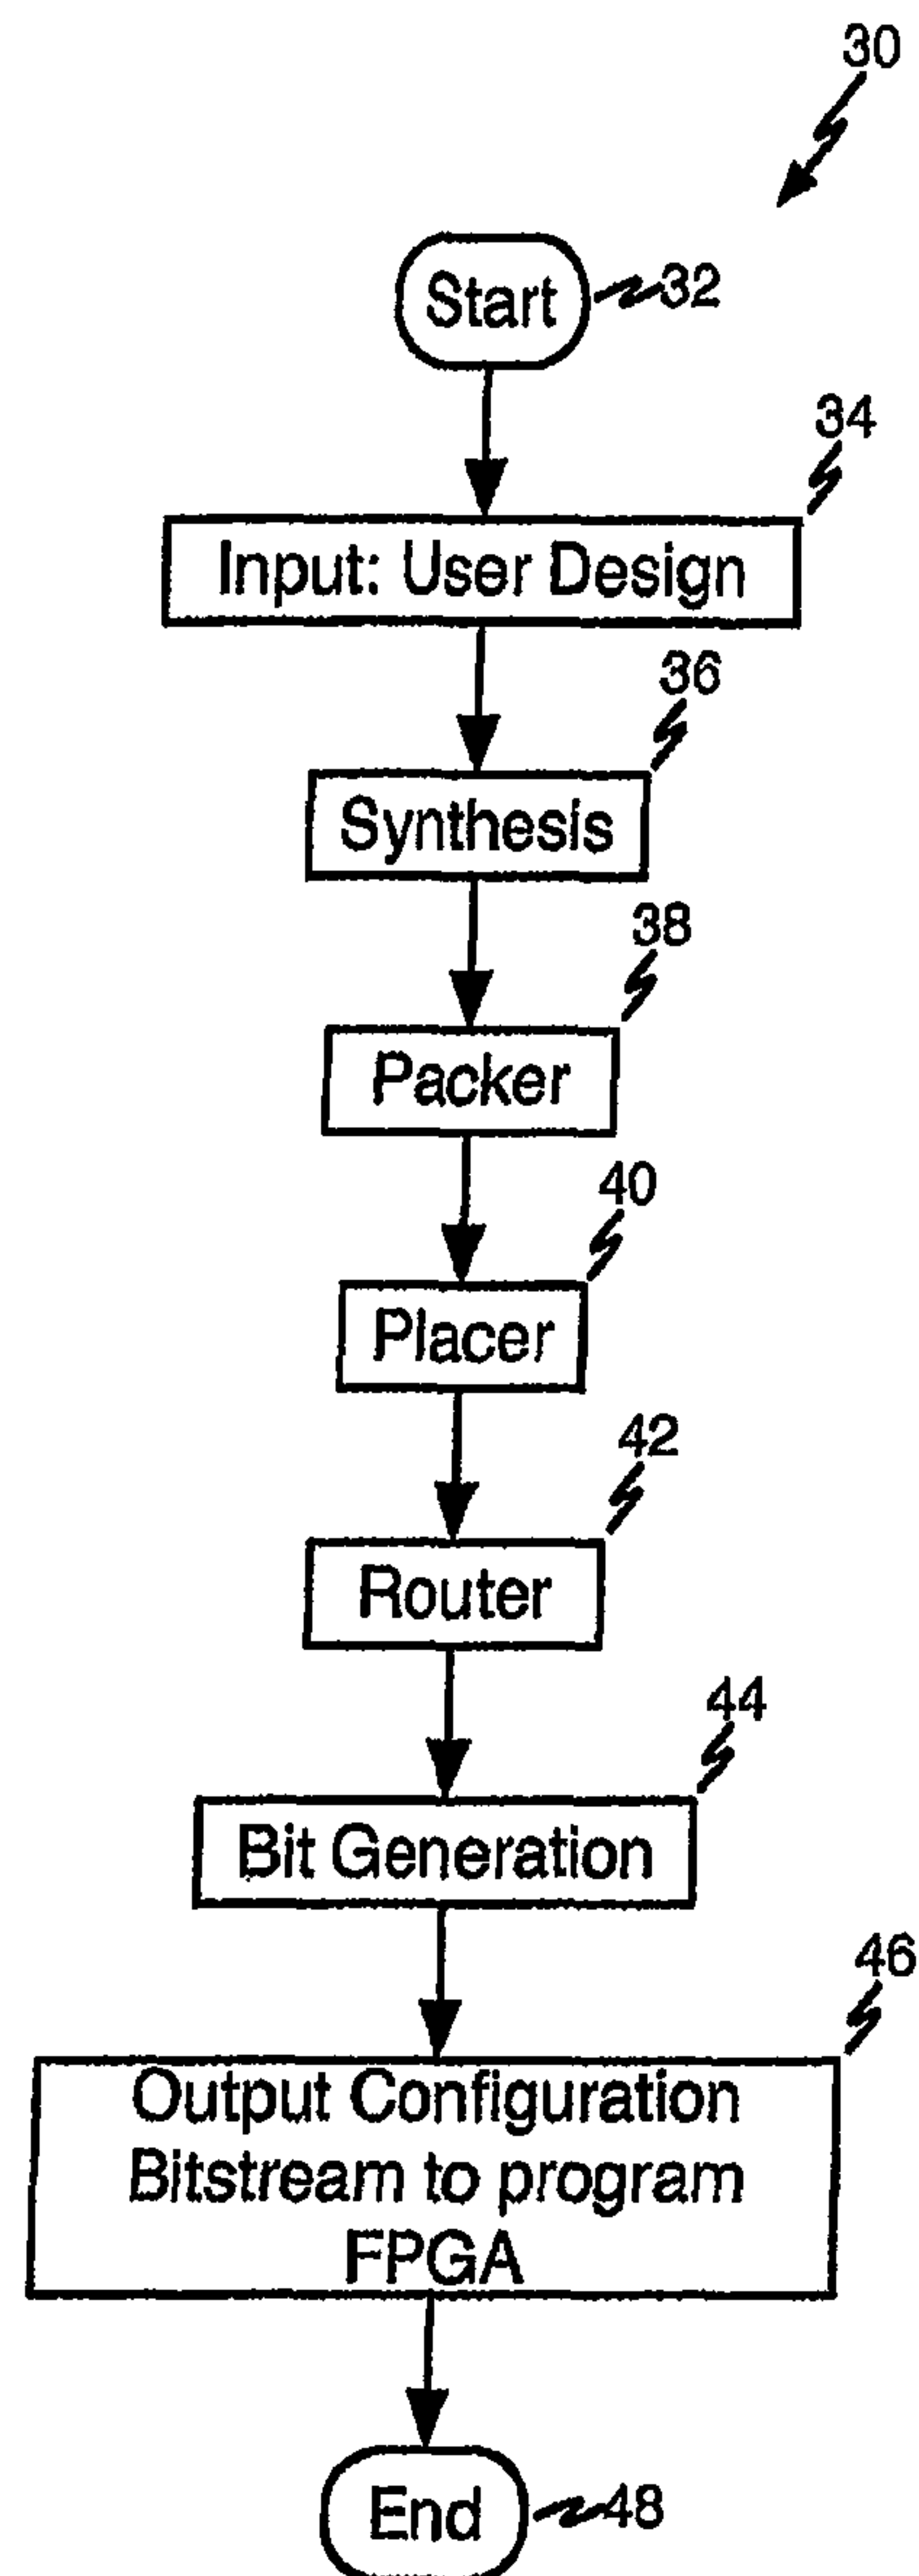 30
Start
32
34
Input: User Design
36
Synthesis
38
Packer
40
Placer
42
Router
44
Bit Generation
46
Output Configuration
Bitstream to program
FPGA
End
48